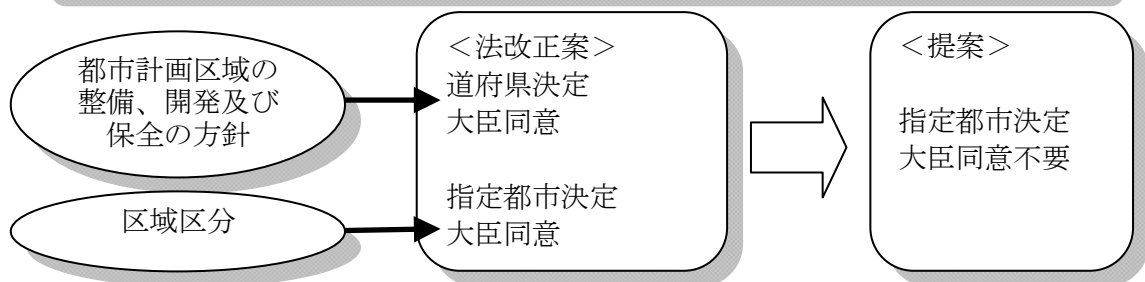 都市計画区域の
整備、開発及び
保全の方針
区域区分
＜法改正案＞
道府県決定
大臣同意
指定都市決定
大臣同意
＜提案＞
指定都市決定
大臣同意不要